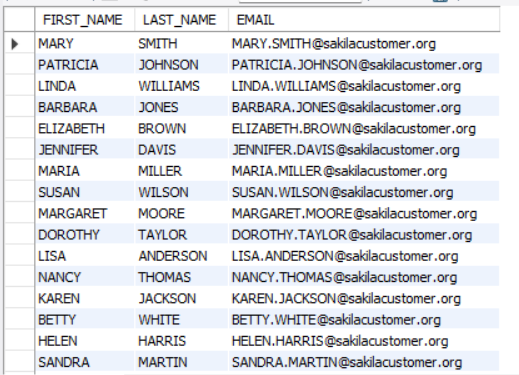 FIRST_NAME LAST_NAME EMAIL
MARY SMITH MARY.SMITH@sakilacustomer.org
PATRICIA JOHNSON PATRICIA.JOHNSON@sakilacustomer.org
LINDA WILLIAMS LINDA.WILLIAMS@sakilacustomer.org
BARBARA JONES BARBARA.JONES@sakilacustomer.org
ELIZABETH BROWN ELIZABETH.BROWN@sakilacustomer.org
JENNIFER DAVIS JENNIFER.DAVIS@sakilacustomer.org
MARIA MILLER MARIA.MILLER@sakilacustomer.org
SUSAN WILSON SUSAN.WILSON@sakilacustomer.org
MARGARET MOORE MARGARET.MOORE@sakilacustomer.org
DOROTHY TAYLOR DOROTHY.TAYLOR@sakilacustomer.org
LISA ANDERSON LISA.ANDERSON@sakilacustomer.org
NANCY THOMAS NANCY.THOMAS@sakilacustomer.org
KAREN JACKSON KAREN.JACKSON@sakilacustomer.org
BETTY WHITE BETTY.WHITE@sakilacustomer.org
HELEN HARRIS HELEN.HARRIS@sakilacustomer.org
SANDRA MARTIN SANDRA.MARTIN@sakilacustomer.org